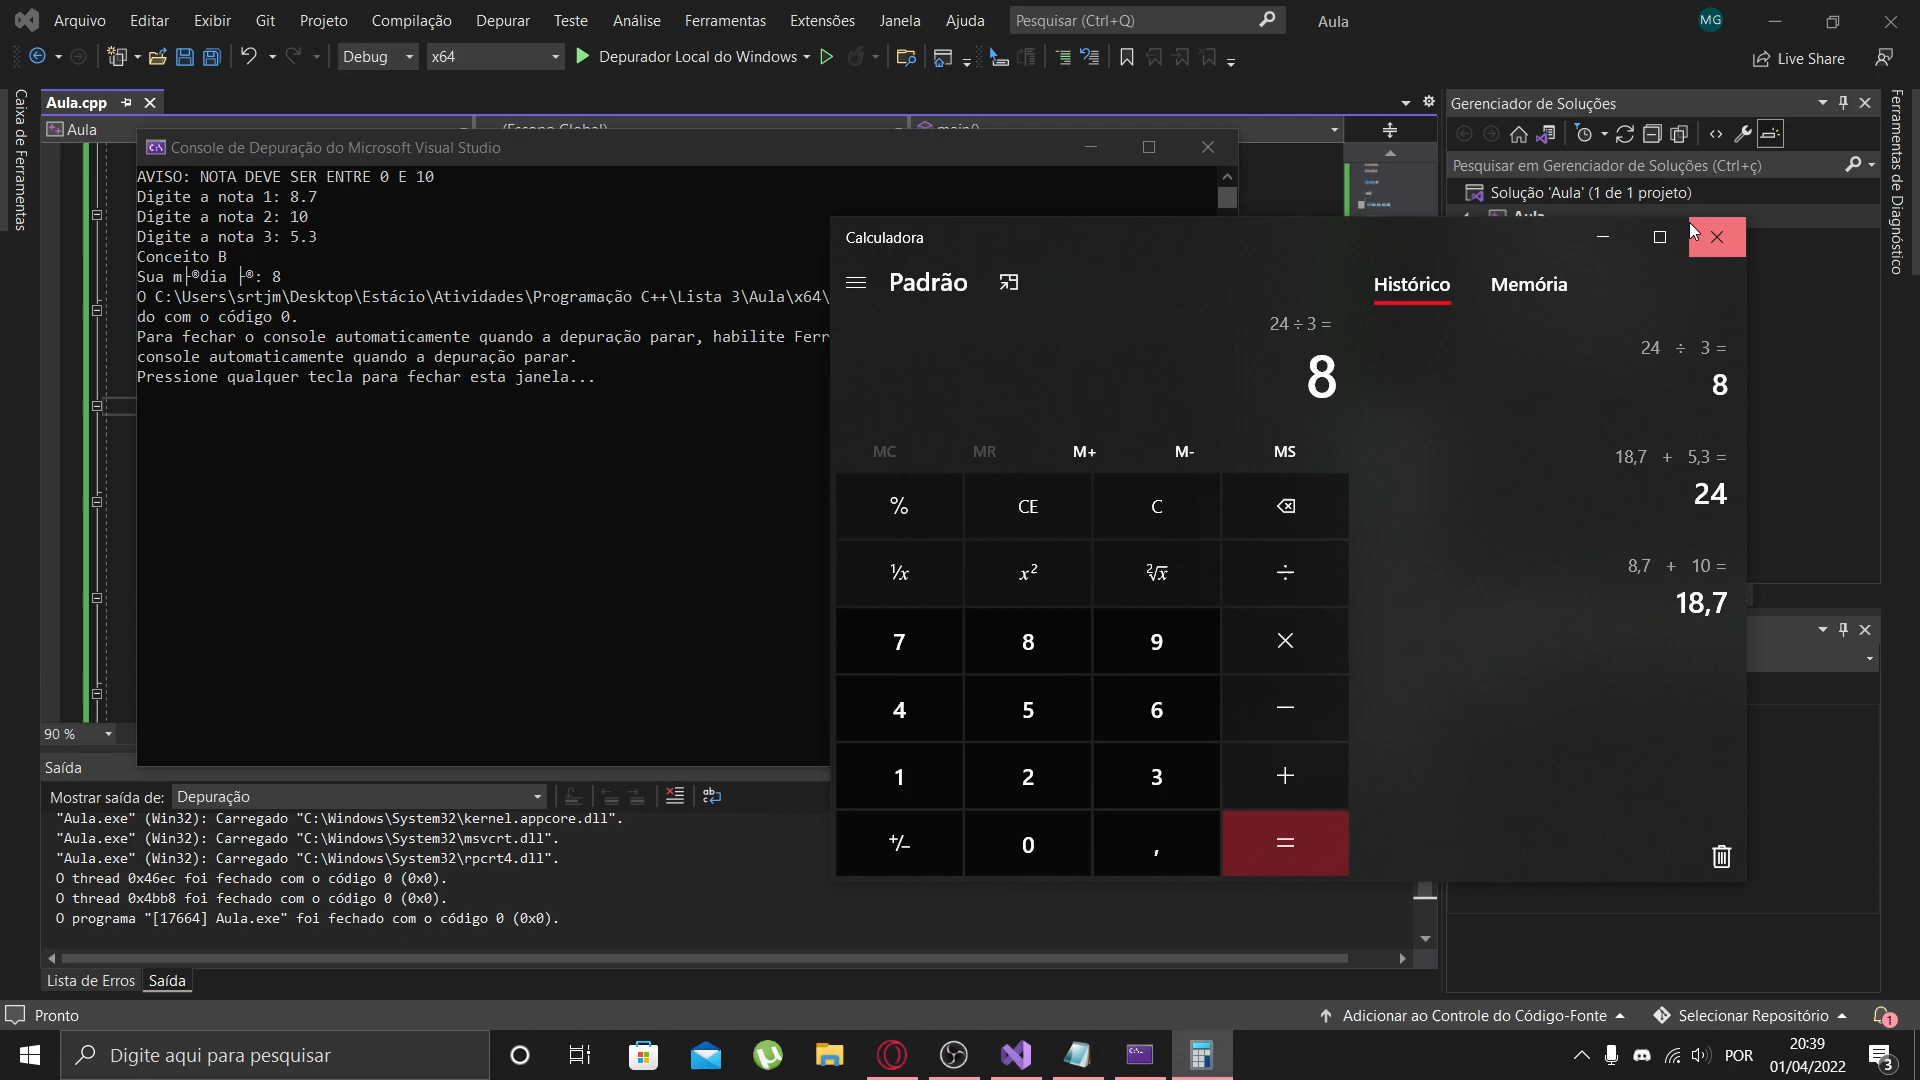 Arquivo Editar Exibir Git Projeto Compilação Depurar Teste Análise Ferramentas Extensões Janela Ajuda Pesquisar (Ctrl+Q) Aula MG
Debug x64 Depurador Local do Windows Live Share
Caixa de Ferramentas
Aula.cpp
Aula
main()
Gerenciador de Soluções
Pesquisar em Gerenciador de Soluções (Ctrl+ç)
Solução 'Aula' (1 de 1 projeto)
Aula
Ferramentas de Diagnóstico
Console de Depuração do Microsoft Visual Studio
AVISO: NOTA DEVE SER ENTRE 0 E 10
Digite a nota 1: 8.7
Digite a nota 2: 10
Digite a nota 3: 5.3
Conceito B
Sua m├®dia ├®: 8
O C:\Users\srtjm\Desktop\Estácio\Atividades\Programação C++\Lista 3\Aula\x64\
do com o código 0.
Para fechar o console automaticamente quando a depuração parar, habilite Ferr
console automaticamente quando a depuração parar.
Pressione qualquer tecla para fechar esta janela...
Calculadora
Padrão
Histórico Memória
24 ÷ 3 =
8
24 ÷ 3 =
8
18,7 + 5,3 =
24
8,7 + 10 =
18,7
MC MR M+ M- MS
% CE C
¹/x x² ²√x ÷
7 8 9 ×
4 5 6 −
1 2 3 +
+/− 0 , =
90 %
Saída
Mostrar saída de: Depuração
"Aula.exe" (Win32): Carregado "C:\Windows\System32\kernel.appcore.dll".
"Aula.exe" (Win32): Carregado "C:\Windows\System32\msvcrt.dll".
"Aula.exe" (Win32): Carregado "C:\Windows\System32\rpcrt4.dll".
O thread 0x46ec foi fechado com o código 0 (0x0).
O thread 0x4bb8 foi fechado com o código 0 (0x0).
O programa "[17664] Aula.exe" foi fechado com o código 0 (0x0).
Lista de Erros Saída
Pronto Adicionar ao Controle do Código-Fonte Selecionar Repositório 1
Digite aqui para pesquisar
POR
20:39
01/04/2022
3